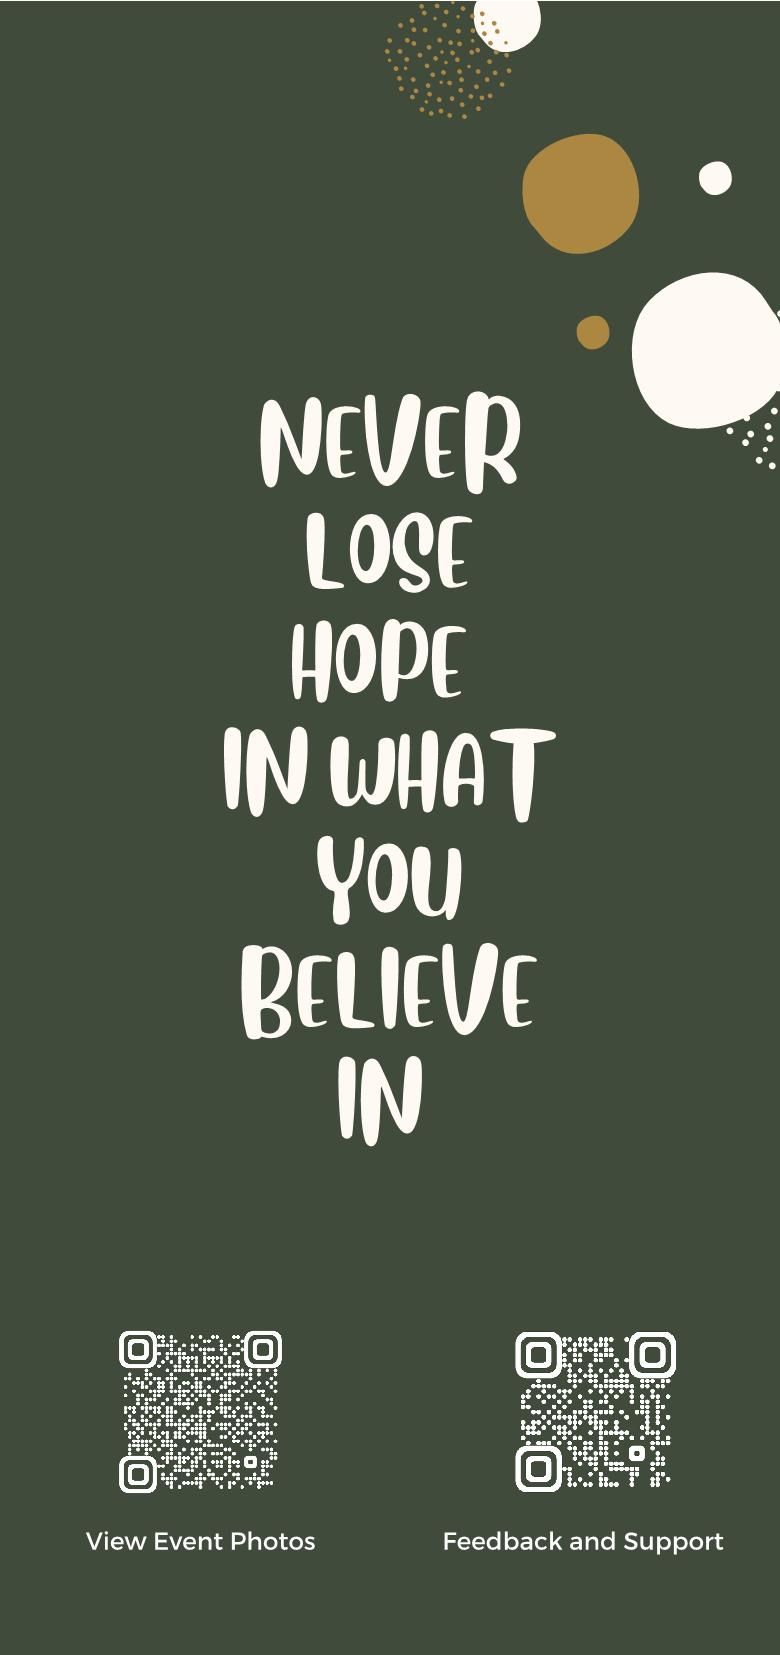 NEVER
LOSE
HOPE
IN WHAT
YOU
BELIEVE
IN
View Event Photos
Feedback and Support